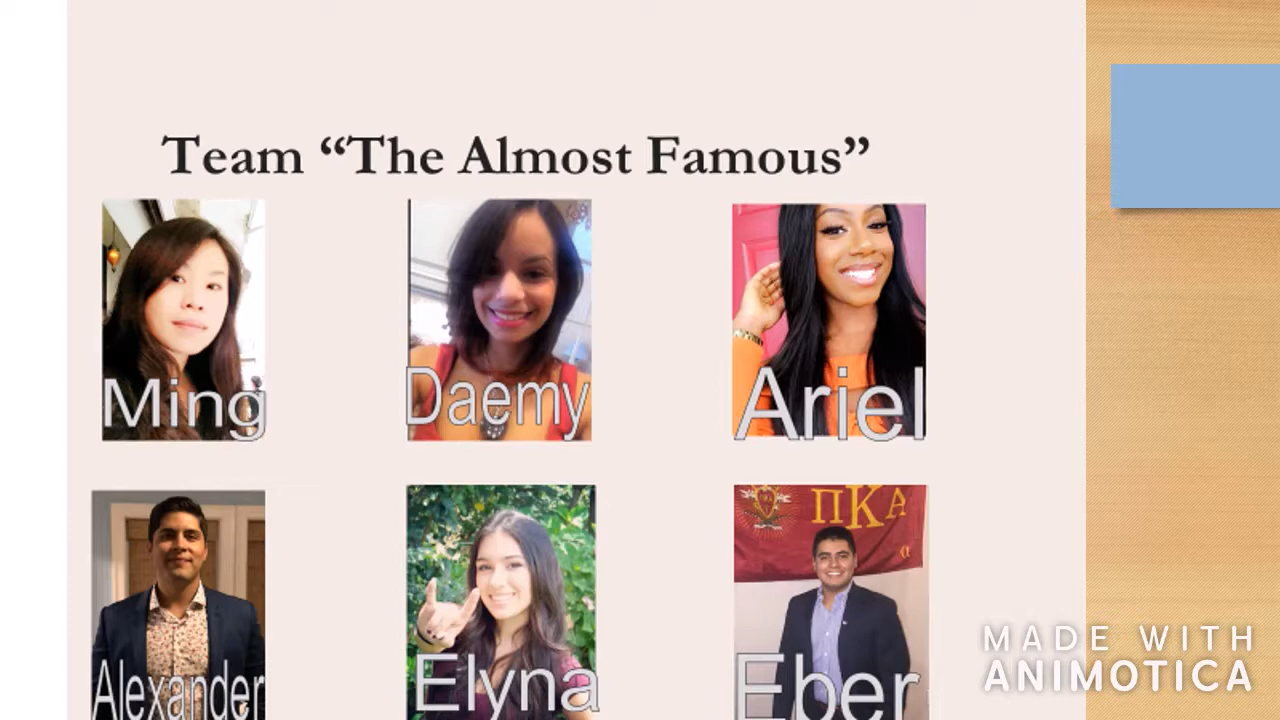 Team “The Almost Famous”
Ming
Daemy
Ariel
ΠΚΑ
α
Alexander
Elyna
Eber
MADE WITH
ANIMOTICA